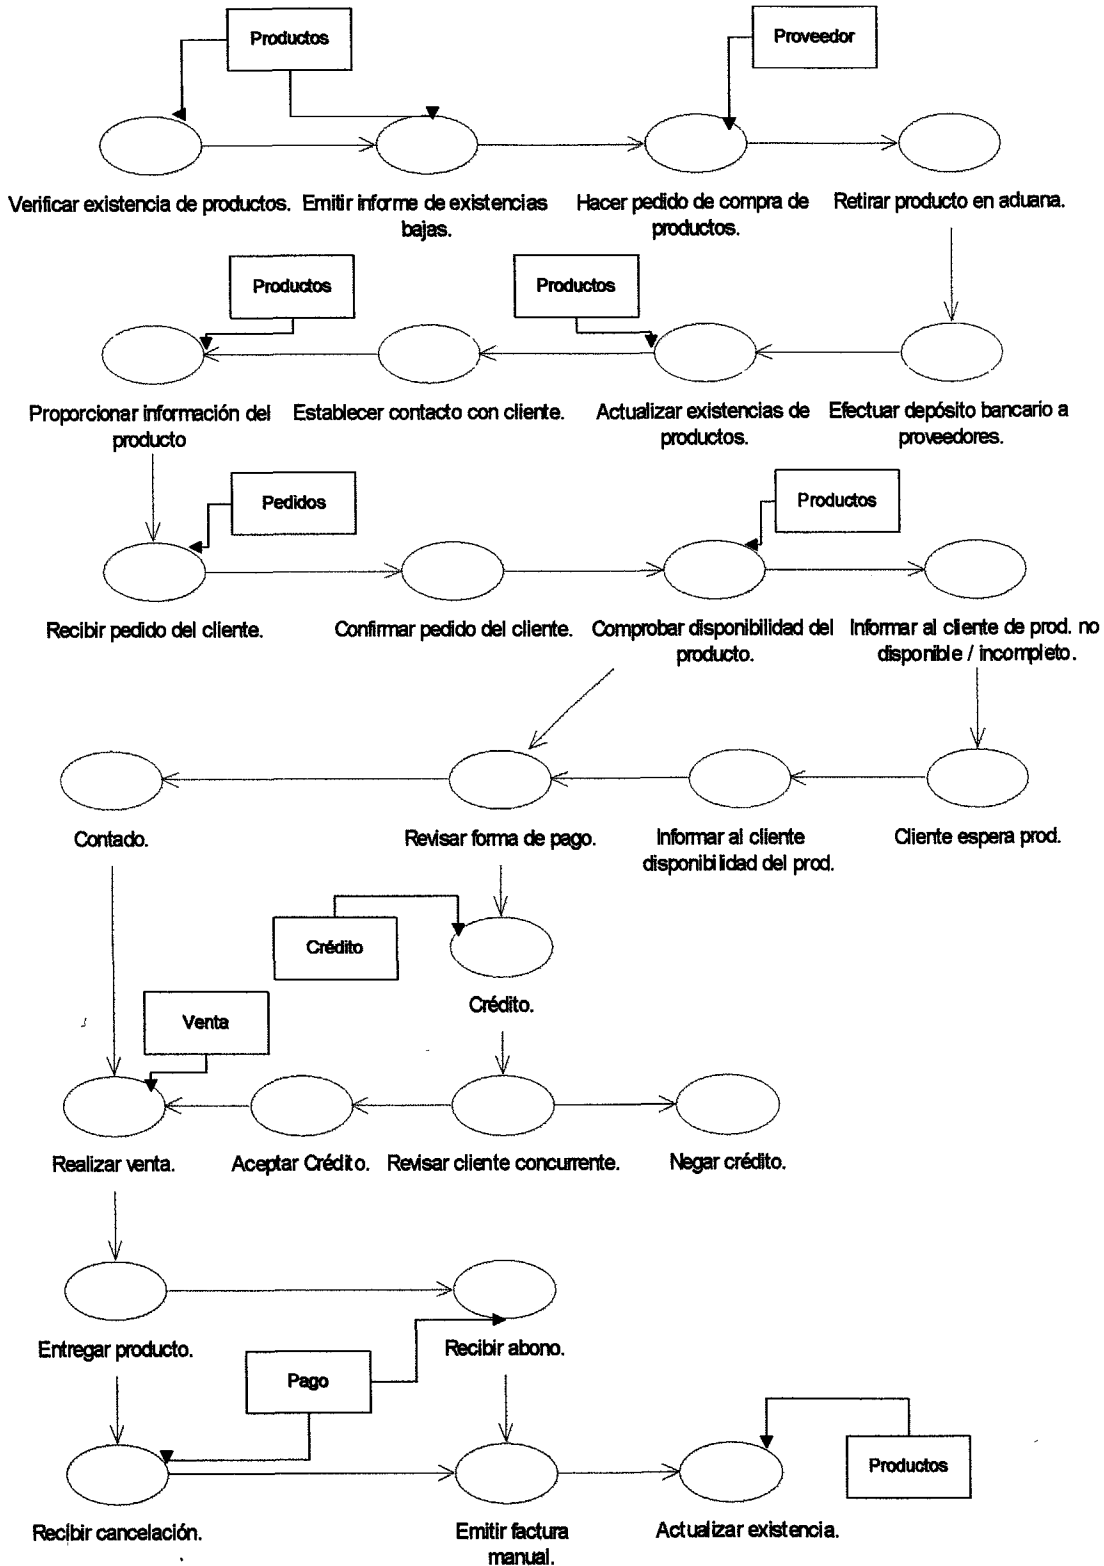 Productos
Proveedor
Verificar existencia de productos.
Emitir informe de existencias
bajas.
Hacer pedido de compra de
productos.
Retirar producto en aduana.
Productos
Productos
Proporcionar información del
producto
Establecer contacto con cliente.
Actualizar existencias de
productos.
Efectuar depósito bancario a
proveedores.
Pedidos
Productos
Recibir pedido del cliente.
Confirmar pedido del cliente.
Comprobar disponibilidad del
producto.
Informar al cliente de prod. no
disponible / incompleto.
Contado.
Revisar forma de pago.
Informar al cliente
disponibilidad del prod.
Cliente espera prod.
Crédito
Crédito.
Venta
Realizar venta.
Aceptar Crédito.
Revisar cliente concurrente.
Negar crédito.
Entregar producto.
Recibir abono.
Pago
Productos
Recibir cancelación.
Emitir factura
manual.
Actualizar existencia.